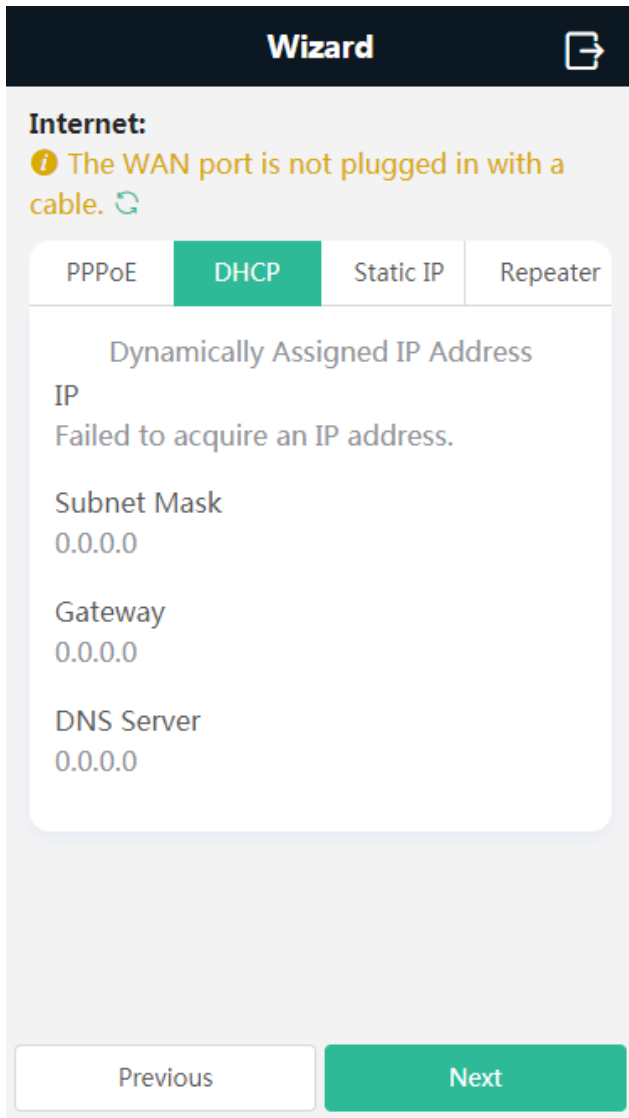 Wizard
Internet:
The WAN port is not plugged in with a
cable.
PPPoE DHCP Static IP Repeater
Dynamically Assigned IP Address
IP
Failed to acquire an IP address.
Subnet Mask
0.0.0.0
Gateway
0.0.0.0
DNS Server
0.0.0.0
Previous Next